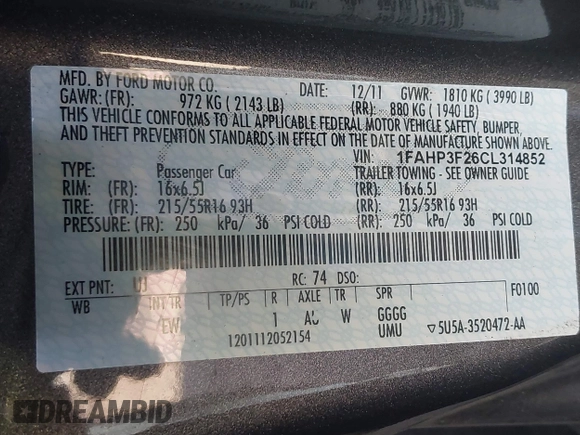 MFD. BY FORD MOTOR CO. DATE: 12/11 GVWR: 1810 KG ( 3990 LB)
GAWR: (FR): 972 KG ( 2143 LB) (RR): 880 KG ( 1940 LB)
THIS VEHICLE CONFORMS TO ALL APPLICABLE FEDERAL MOTOR VEHICLE SAFETY, BUMPER,
AND THEFT PREVENTION STANDARDS IN EFFECT ON THE DATE OF MANUFACTURE SHOWN ABOVE.
VIN: 1FAHP3F26CL314852
TYPE: Passenger Car TRAILER TOWING - SEE OWNER GUIDE
RIM: (FR): 16x6.5J (RR): 16x6.5J
TIRE: (FR): 215/55R16 93H (RR): 215/55R16 93H
PRESSURE: (FR): 250 kPa/ 36 PSI COLD (RR): 250 kPa/ 36 PSI COLD
EXT PNT: UJ RC: 74 DSO: F0100
WB INT TR TP/PS R AXLE TR SPR
EW 1 W GGGG
1201112052154 UMU ▽5U5A-3520472-AA
DREAMBID